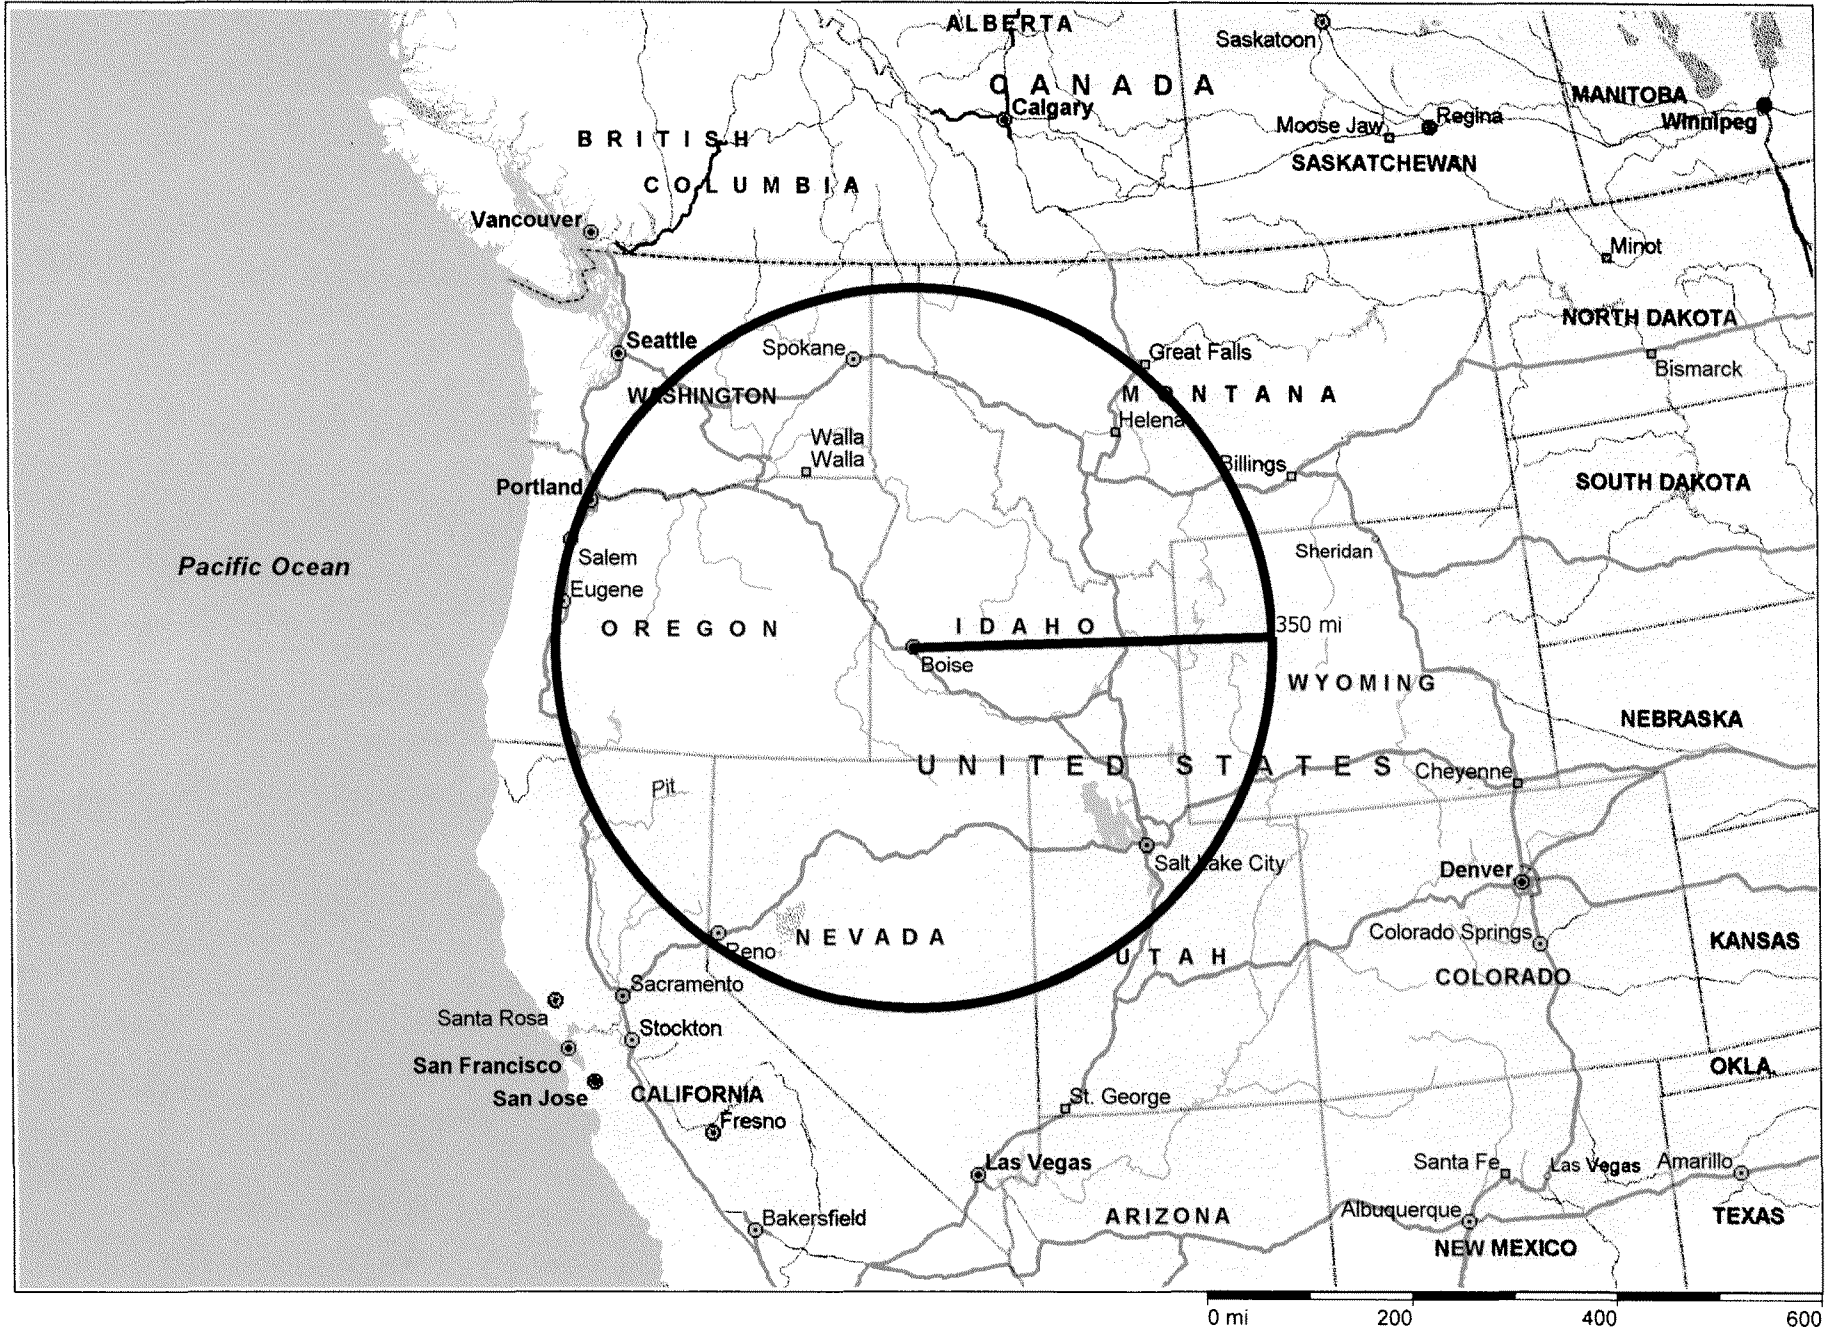 ALBERTA
Saskatoon
CANADA
Calgary
MANITOBA
Winnipeg
Moose Jaw
Regina
BRITISH
SASKATCHEWAN
COLUMBIA
Vancouver
Minot
NORTH DAKOTA
Seattle
Spokane
Great Falls
Bismarck
WASHINGTON
MONTANA
Helena
Walla
Walla
Billings
Portland
SOUTH DAKOTA
Salem
Sheridan
Pacific Ocean
Eugene
OREGON
IDAHO
350 mi
Boise
WYOMING
NEBRASKA
UNITED STATES
Cheyenne
Pit
Salt Lake City
Denver
NEVADA
Reno
Colorado Springs
KANSAS
UTAH
COLORADO
Sacramento
Santa Rosa
Stockton
San Francisco
OKLA.
San Jose
CALIFORNIA
St. George
Fresno
Las Vegas
Santa Fe
Las Vegas
Amarillo
Bakersfield
ARIZONA
Albuquerque
TEXAS
NEW MEXICO
0 mi 200 400 600